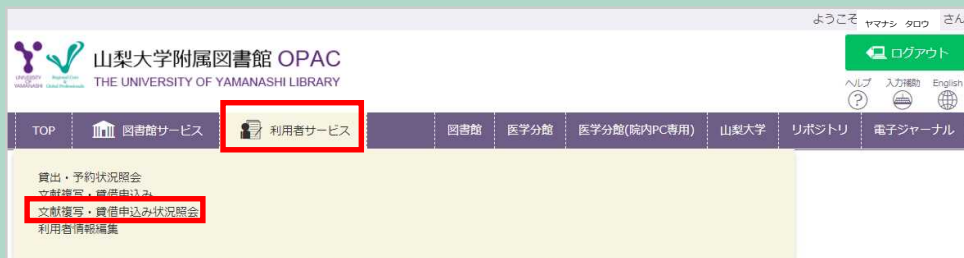 ようこそ ヤマナシ タロウ さん
山梨大学附属図書館 OPAC
THE UNIVERSITY OF YAMANASHI LIBRARY
ログアウト
ヘルプ 入力補助 English
TOP 図書館サービス 利用者サービス 図書館 医学分館 医学分館(院内PC専用) 山梨大学 リポジトリ 電子ジャーナル
貸出・予約状況照会
文献複写・貸借申込み
文献複写・貸借申込み状況照会
利用者情報編集